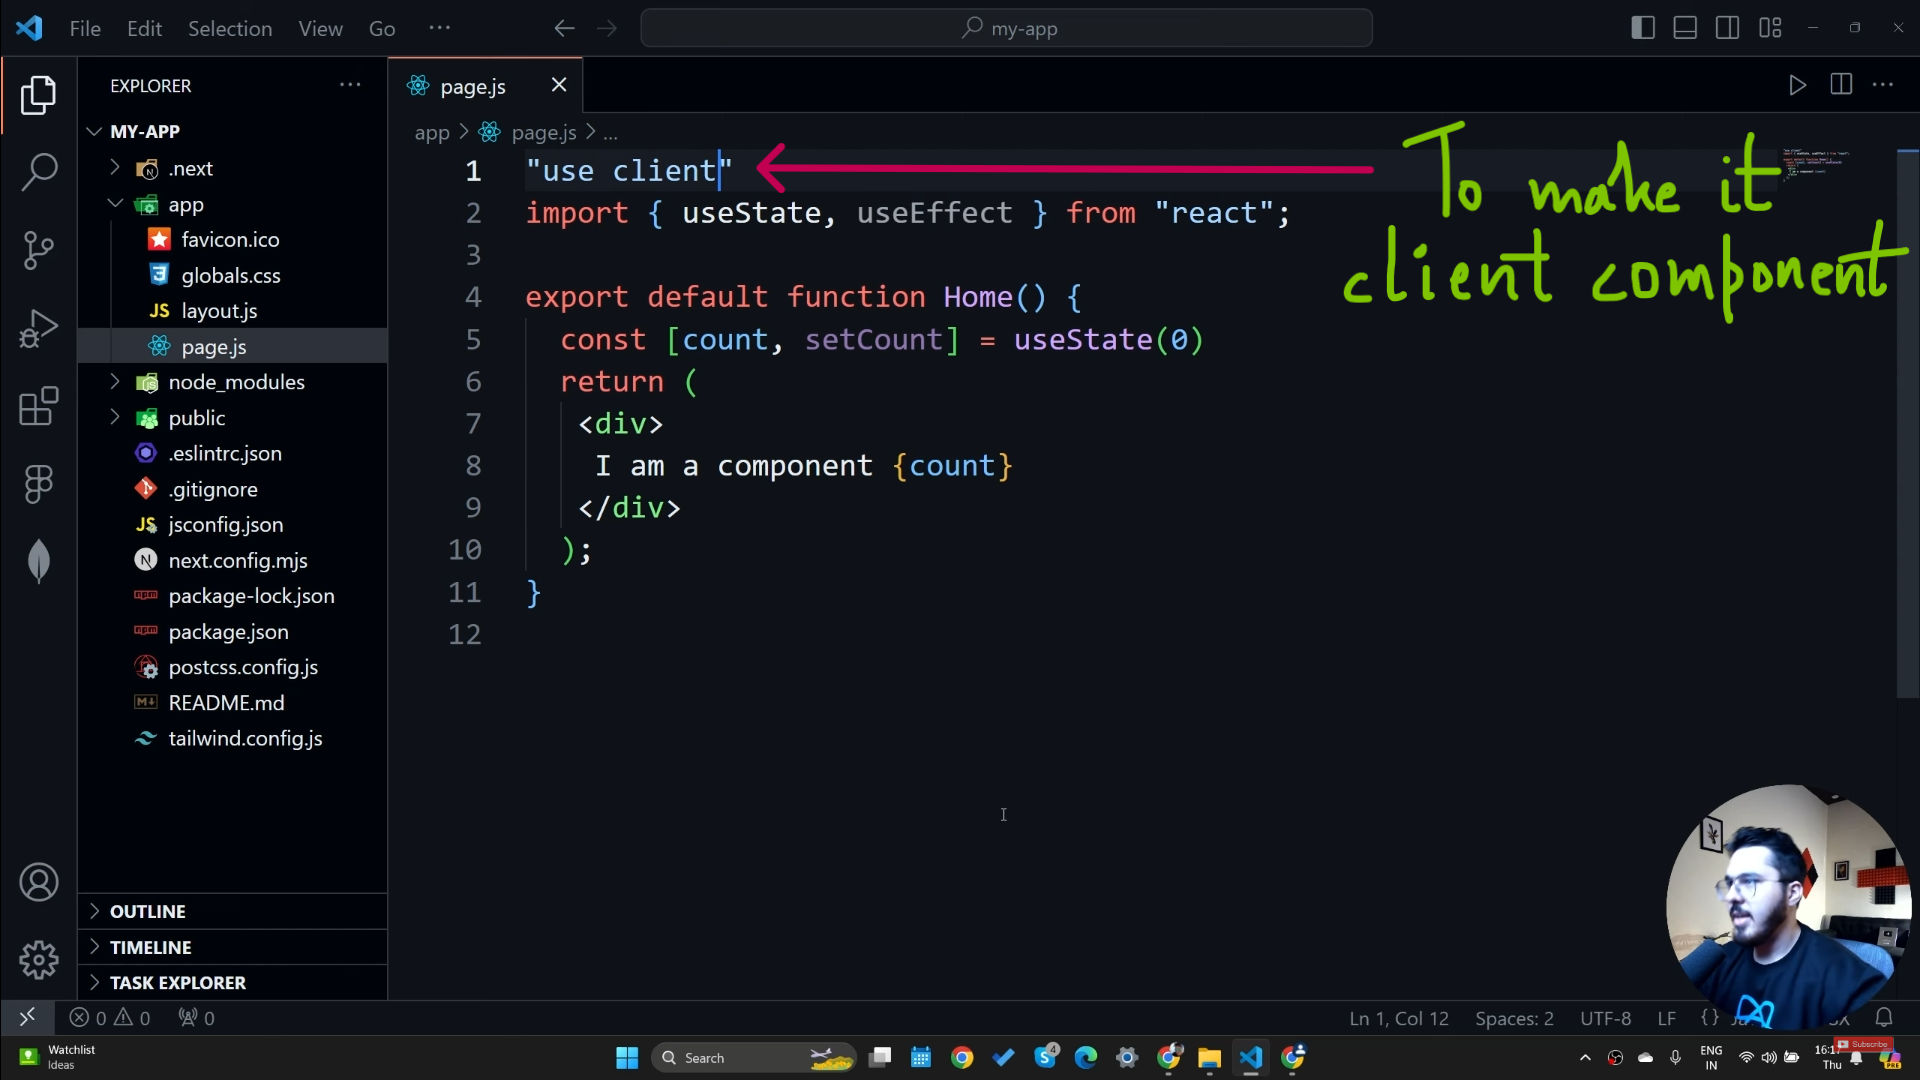 File Edit Selection View Go ···
my-app
EXPLORER ···
MY-APP
.next
app
favicon.ico
globals.css
layout.js
page.js
node_modules
public
.eslintrc.json
.gitignore
jsconfig.json
next.config.mjs
package-lock.json
package.json
postcss.config.js
README.md
tailwind.config.js
OUTLINE
TIMELINE
TASK EXPLORER
page.js
app > page.js > ...
1 "use client"
2 import { useState, useEffect } from "react";
3
4 export default function Home() {
5 const [count, setCount] = useState(0)
6 return (
7 <div>
8 I am a component {count}
9 </div>
10 );
11 }
12
To make it
client component
0 0 0
Ln 1, Col 12 Spaces: 2 UTF-8 LF {}
Watchlist
Ideas
Search
4
ENG
IN
Thu
Subscribe
PRE